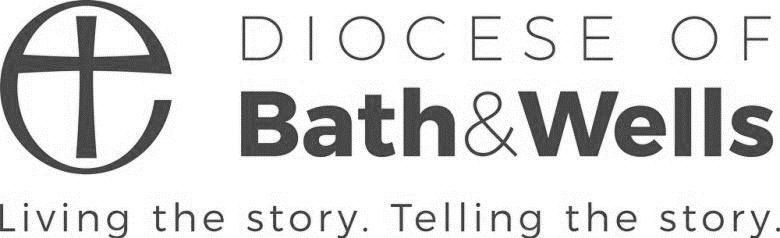 DIOCESE OF
Bath&Wells
Living the story. Telling the story.